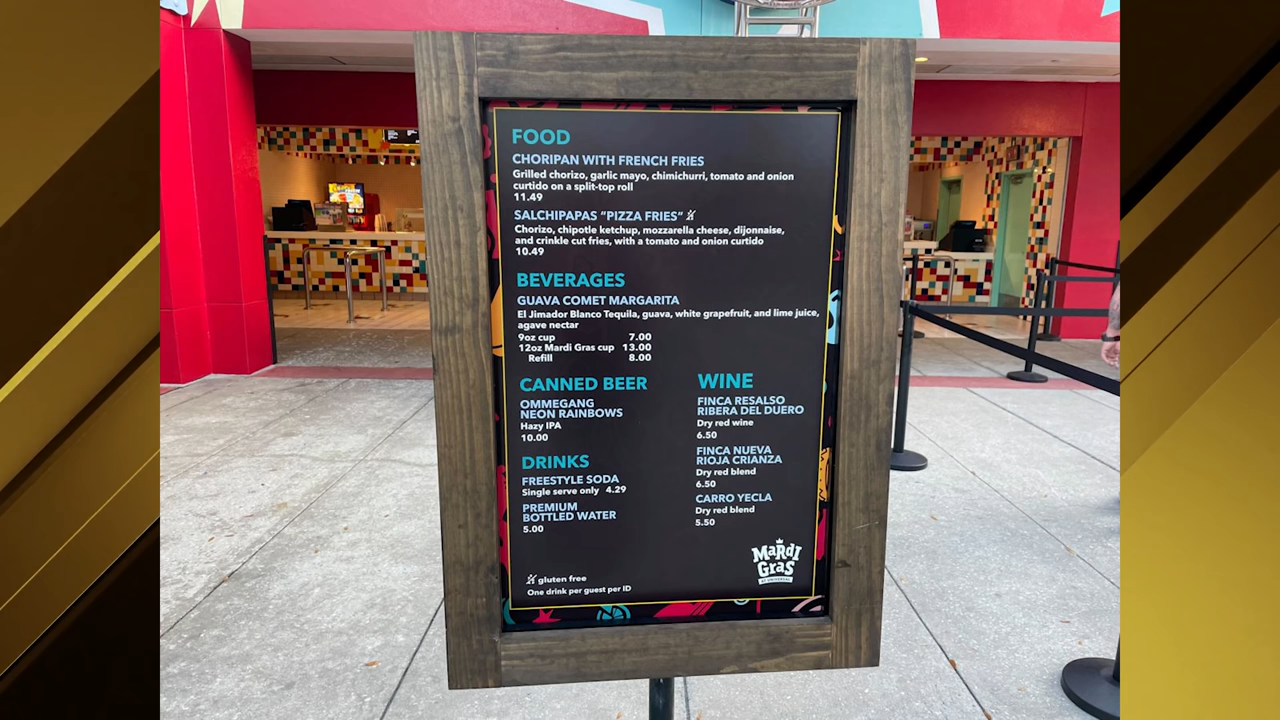 FOOD
CHORIPAN WITH FRENCH FRIES
Grilled chorizo, garlic mayo, chimichurri, tomato and onion
curtido on a split-top roll
11.49
SALCHIPAPAS "PIZZA FRIES"
Chorizo, chipotle ketchup, mozzarella cheese, dijonnaise,
and crinkle cut fries, with a tomato and onion curtido
10.49
BEVERAGES
GUAVA COMET MARGARITA
El Jimador Blanco Tequila, guava, white grapefruit, and lime juice,
agave nectar
9oz cup 7.00
12oz Mardi Gras cup 13.00
Refill 8.00
CANNED BEER
OMMEGANG
NEON RAINBOWS
Hazy IPA
10.00
DRINKS
FREESTYLE SODA
Single serve only 4.29
PREMIUM
BOTTLED WATER
5.00
WINE
FINCA RESALSO
RIBERA DEL DUERO
Dry red wine
6.50
FINCA NUEVA
RIOJA CRIANZA
Dry red blend
6.50
CARRO YECLA
Dry red blend
5.50
MaRdI
GRaS
AT UNIVERSAL
gluten free
One drink per guest per ID